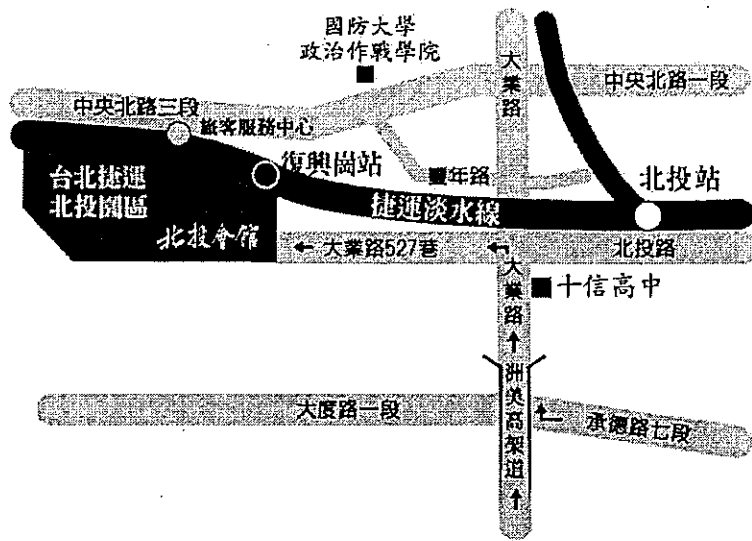 國防大學
政治作戰學院
大業路
中央北路一段
中央北路三段
旅客服務中心
復興崗站
年路
北投站
台北捷運
北投園區
捷運淡水線
北投會館
大業路527巷
北投路
大業路
十信高中
洲美高架道
大度路一段
承德路七段